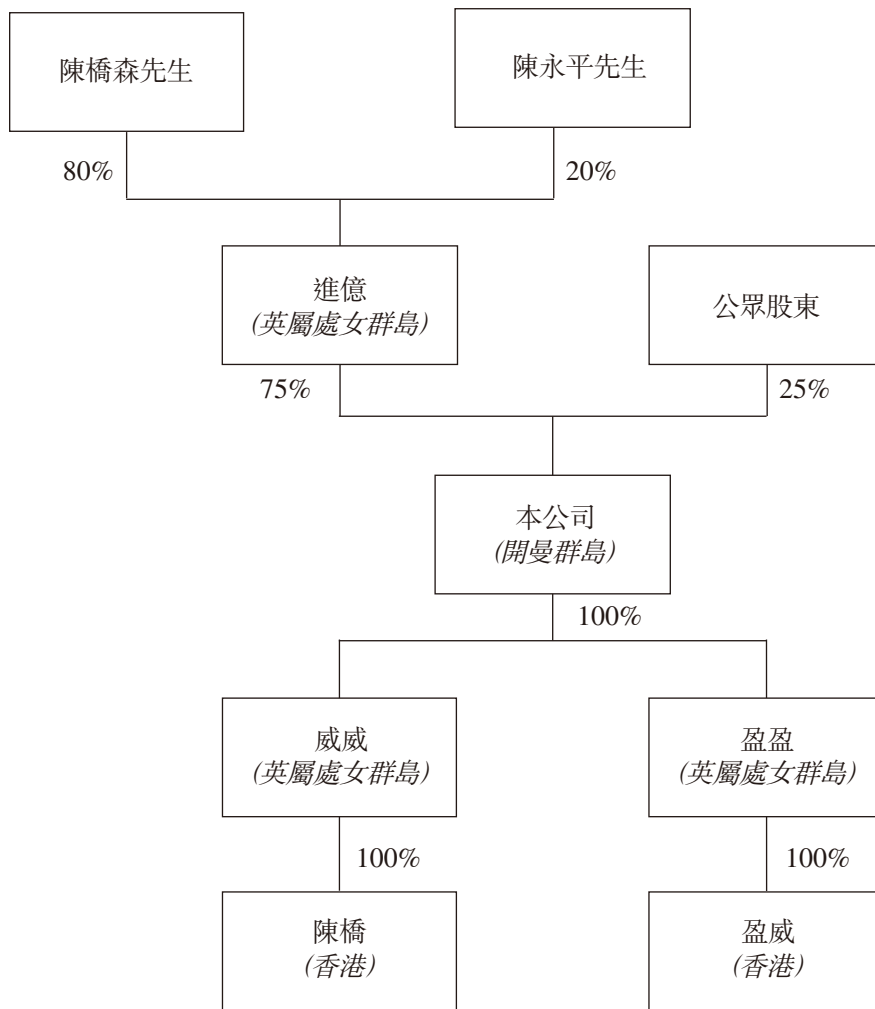 陳橋森先生
陳永平先生
80%
20%
進億
(英屬處女群島)
公眾股東
75%
25%
本公司
(開曼群島)
100%
威威
(英屬處女群島)
盈盈
(英屬處女群島)
100%
100%
陳橋
(香港)
盈威
(香港)